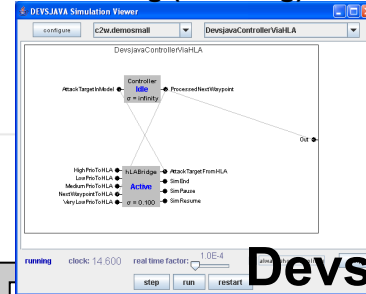 DEVSJAVA Simulation Viewer
configure c2w.demosmall DevsjavaControllerViaHLA
DevsjavaControllerViaHLA
Controller
AttackTargetInModel Idle ProcessedNextWaypoint
σ = infinity
Out
HighPrioToHLA hLABridge AttackTargetFromHLA
LowPrioToHLA SimEnd
MediumPrioToHLA Active SimPause
NextWaypointToHLA SimResume
VeryLowPrioToHLA σ = 0.100
running clock: 14.600 real time factor: 1.0E-4
step run restart
Devs